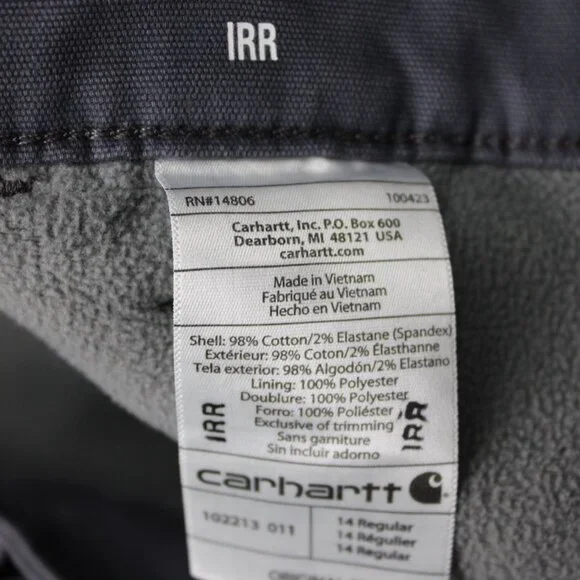 IRR
RN#14806 100423
Carhartt, Inc. P.O. Box 600
Dearborn, MI 48121 USA
carhartt.com
Made in Vietnam
Fabriqué au Vietnam
Hecho en Vietnam
Shell: 98% Cotton/2% Elastane (Spandex)
Extérieur: 98% Coton/2% Élasthanne
Tela exterior: 98% Algodón/2% Elastano
Lining: 100% Polyester
Doublure: 100% Polyester
Forro: 100% Poliéster
Exclusive of trimming
Sans garniture
Sin incluir adorno
IRR
IRR
carhartt
102213 011
14 Regular
14 Régulier
14 Regular